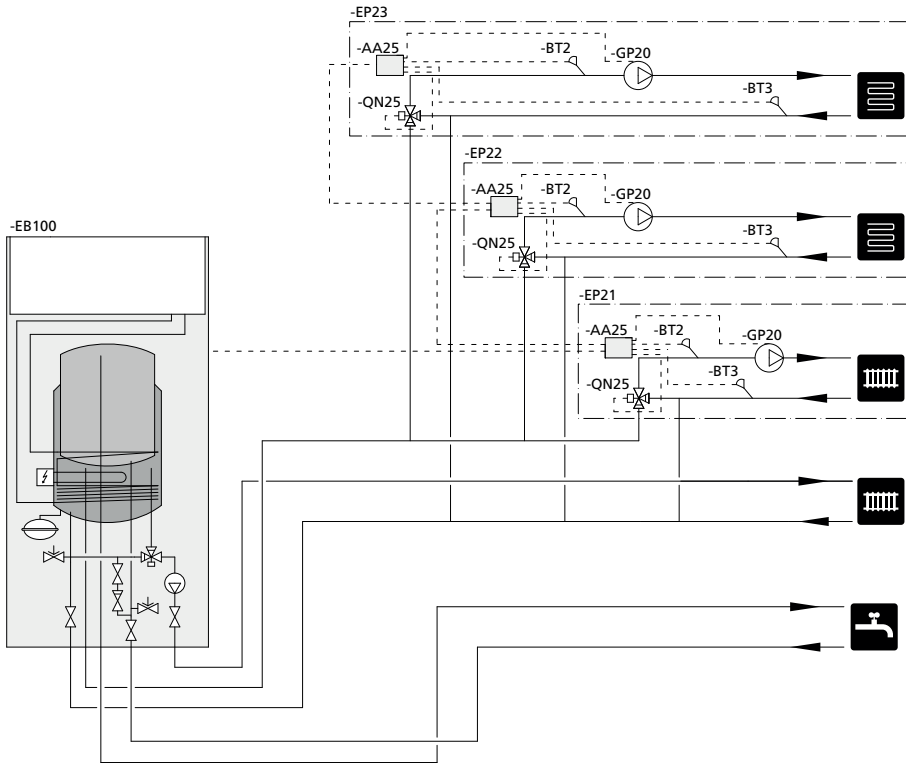 -EP23
-AA25
-BT2
-GP20
-BT3
-QN25
-EP22
-AA25
-BT2
-GP20
-BT3
-QN25
-EB100
-EP21
-AA25
-BT2
-GP20
-BT3
-QN25